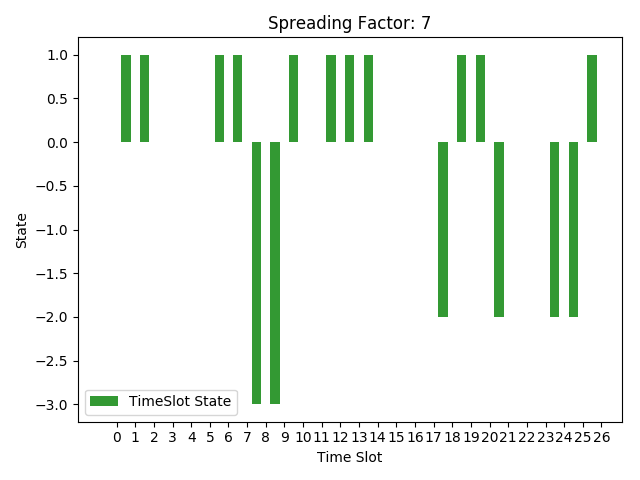 Spreading Factor: 7
1.0
0.5
0.0
−0.5
−1.0
−1.5
−2.0
−2.5
−3.0
State
TimeSlot State
0 1 2 3 4 5 6 7 8 9 10 11 12 13 14 15 16 17 18 19 20 21 22 23 24 25 26
Time Slot